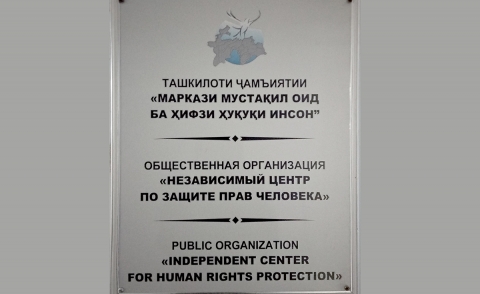 ТАШКИЛОТИ ҶАМЪИЯТИИ
«МАРКАЗИ МУСТАҚИЛ ОИД
БА ҲИФЗИ ҲУҚУҚИ ИНСОН”
ОБЩЕСТВЕННАЯ ОРГАНИЗАЦИЯ
«НЕЗАВИСИМЫЙ ЦЕНТР
ПО ЗАЩИТЕ ПРАВ ЧЕЛОВЕКА»
PUBLIC ORGANIZATION
«INDEPENDENT CENTER
FOR HUMAN RIGHTS PROTECTION»